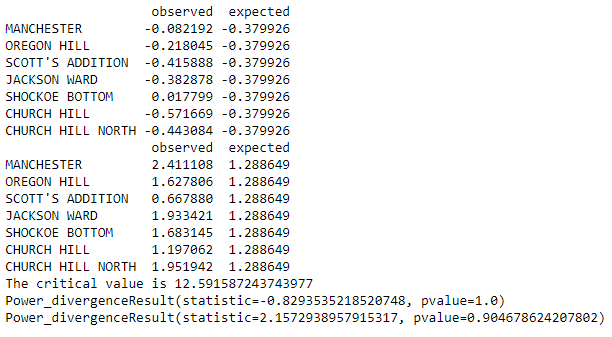 observed expected
MANCHESTER -0.082192 -0.379926
OREGON HILL -0.218045 -0.379926
SCOTT'S ADDITION -0.415888 -0.379926
JACKSON WARD -0.382878 -0.379926
SHOCKOE BOTTOM 0.017799 -0.379926
CHURCH HILL -0.571669 -0.379926
CHURCH HILL NORTH -0.443084 -0.379926
observed expected
MANCHESTER 2.411108 1.288649
OREGON HILL 1.627806 1.288649
SCOTT'S ADDITION 0.667880 1.288649
JACKSON WARD 1.933421 1.288649
SHOCKOE BOTTOM 1.683145 1.288649
CHURCH HILL 1.197062 1.288649
CHURCH HILL NORTH 1.951942 1.288649
The critical value is 12.591587243743977
Power_divergenceResult(statistic=-0.8293535218520748, pvalue=1.0)
Power_divergenceResult(statistic=2.1572938957915317, pvalue=0.904678624207802)